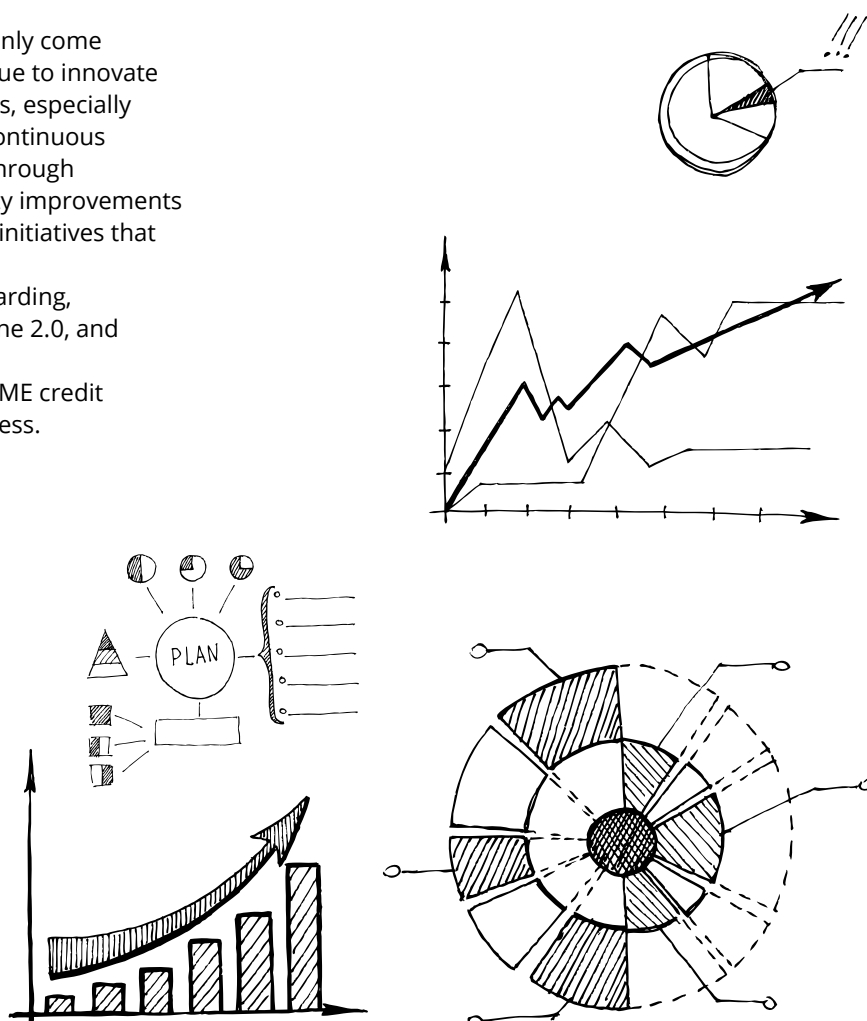 nly come
ue to innovate
s, especially
ontinuous
hrough
y improvements
initiatives that
arding,
ne 2.0, and
ME credit
ess.
PLAN